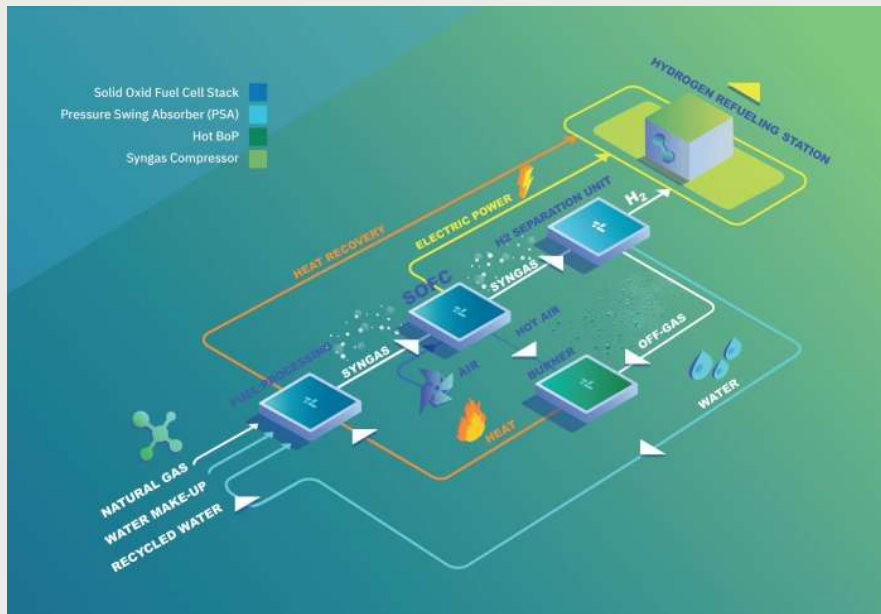 Solid Oxid Fuel Cell Stack
Pressure Swing Absorber (PSA)
Hot BoP
Syngas Compressor
HYDROGEN REFUELING STATION
HEAT RECOVERY
ELECTRIC POWER
H2 SEPARATION UNIT
H2
SOFC
SYNGAS
HOT AIR
OFF-GAS
FUEL PROCESSING
SYNGAS
AIR
BURNER
WATER
HEAT
NATURAL GAS
WATER MAKE-UP
RECYCLED WATER